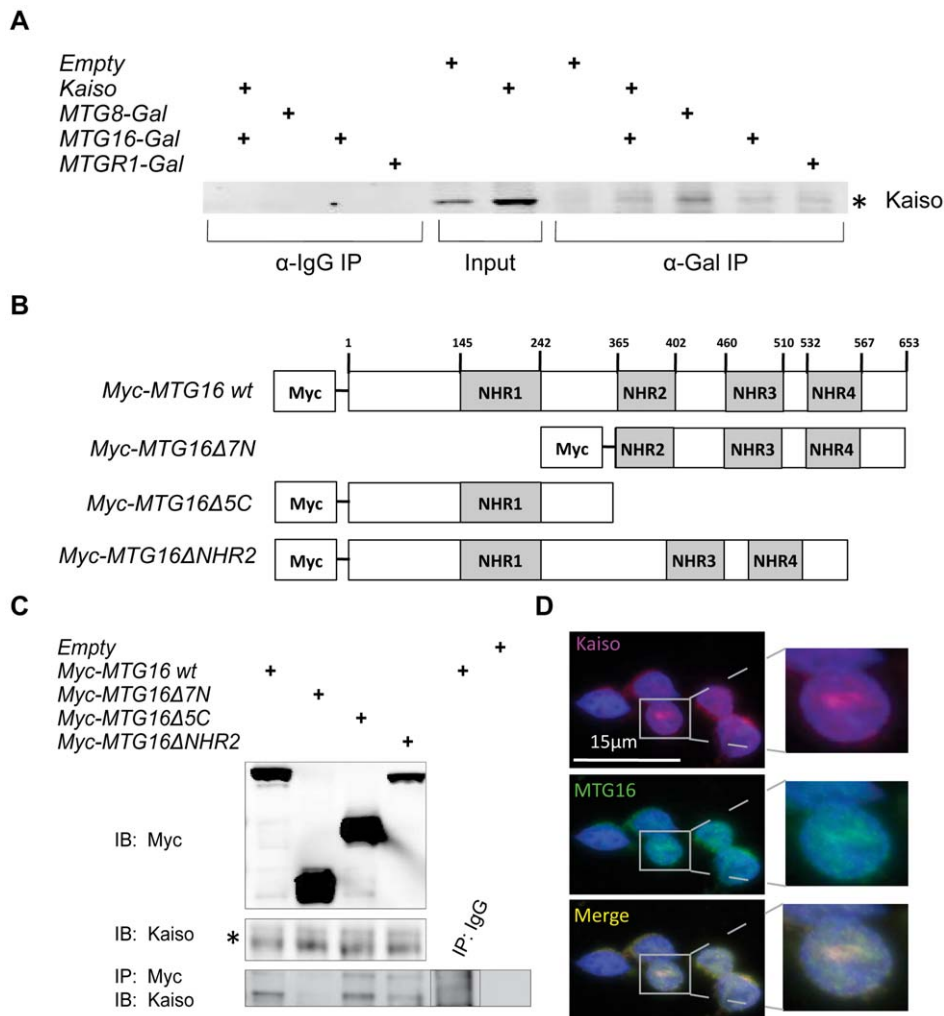 A
Empty + + +
Kaiso + + +
MTG8-Gal + +
MTG16-Gal + + + +
MTGR1-Gal + +
* Kaiso
α-IgG IP Input α-Gal IP
B
1 145 242 365 402 460 510 532 567 653
Myc-MTG16 wt Myc NHR1 NHR2 NHR3 NHR4
Myc-MTG16Δ7N Myc NHR2 NHR3 NHR4
Myc-MTG16Δ5C Myc NHR1
Myc-MTG16ΔNHR2 Myc NHR1 NHR3 NHR4
C
Empty +
Myc-MTG16 wt + +
Myc-MTG16Δ7N +
Myc-MTG16Δ5C +
Myc-MTG16ΔNHR2 +
IB: Myc
IB: Kaiso *
IP: IgG
IP: Myc
IB: Kaiso
D
Kaiso
15μm
MTG16
Merge